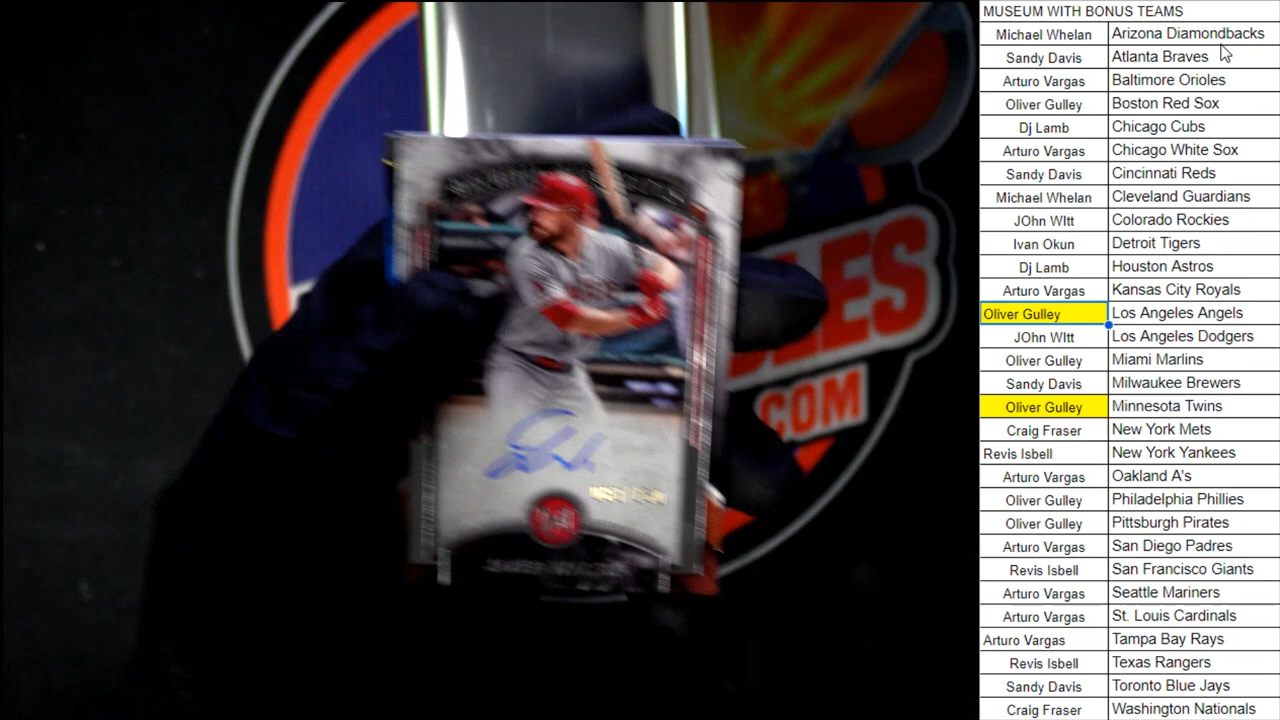 MUSEUM WITH BONUS TEAMS
Michael Whelan Arizona Diamondbacks
Sandy Davis Atlanta Braves
Arturo Vargas Baltimore Orioles
Oliver Gulley Boston Red Sox
Dj Lamb Chicago Cubs
Arturo Vargas Chicago White Sox
Sandy Davis Cincinnati Reds
Michael Whelan Cleveland Guardians
JOhn WItt Colorado Rockies
Ivan Okun Detroit Tigers
Dj Lamb Houston Astros
Arturo Vargas Kansas City Royals
Oliver Gulley Los Angeles Angels
JOhn WItt Los Angeles Dodgers
Oliver Gulley Miami Marlins
Sandy Davis Milwaukee Brewers
Oliver Gulley Minnesota Twins
Craig Fraser New York Mets
Revis Isbell New York Yankees
Arturo Vargas Oakland A's
Oliver Gulley Philadelphia Phillies
Oliver Gulley Pittsburgh Pirates
Arturo Vargas San Diego Padres
Revis Isbell San Francisco Giants
Arturo Vargas Seattle Mariners
Arturo Vargas St. Louis Cardinals
Arturo Vargas Tampa Bay Rays
Revis Isbell Texas Rangers
Sandy Davis Toronto Blue Jays
Craig Fraser Washington Nationals
.COM